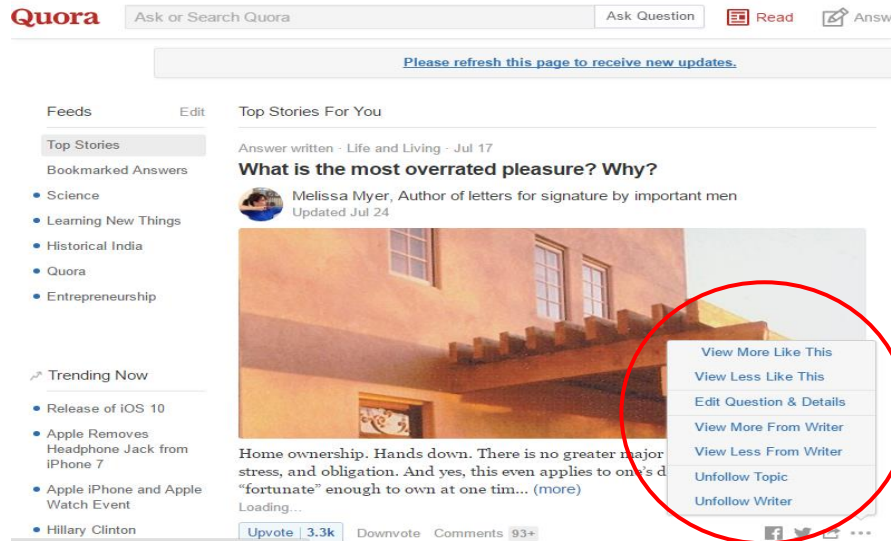 Quora
Ask or Search Quora
Ask Question
Read
Answ
Please refresh this page to receive new updates.
Feeds
Edit
Top Stories
Bookmarked Answers
Science
Learning New Things
Historical India
Quora
Entrepreneurship
Trending Now
Release of iOS 10
Apple Removes
Headphone Jack from
iPhone 7
Apple iPhone and Apple
Watch Event
Hillary Clinton
Top Stories For You
Answer written · Life and Living · Jul 17
What is the most overrated pleasure? Why?
Melissa Myer, Author of letters for signature by important men
Updated Jul 24
View More Like This
View Less Like This
Edit Question & Details
View More From Writer
View Less From Writer
Unfollow Topic
Unfollow Writer
Home ownership. Hands down. There is no greater major
stress, and obligation. And yes, this even applies to one's d
“fortunate” enough to own at one tim... (more)
Loading...
Upvote 3.3k Downvote Comments 93+